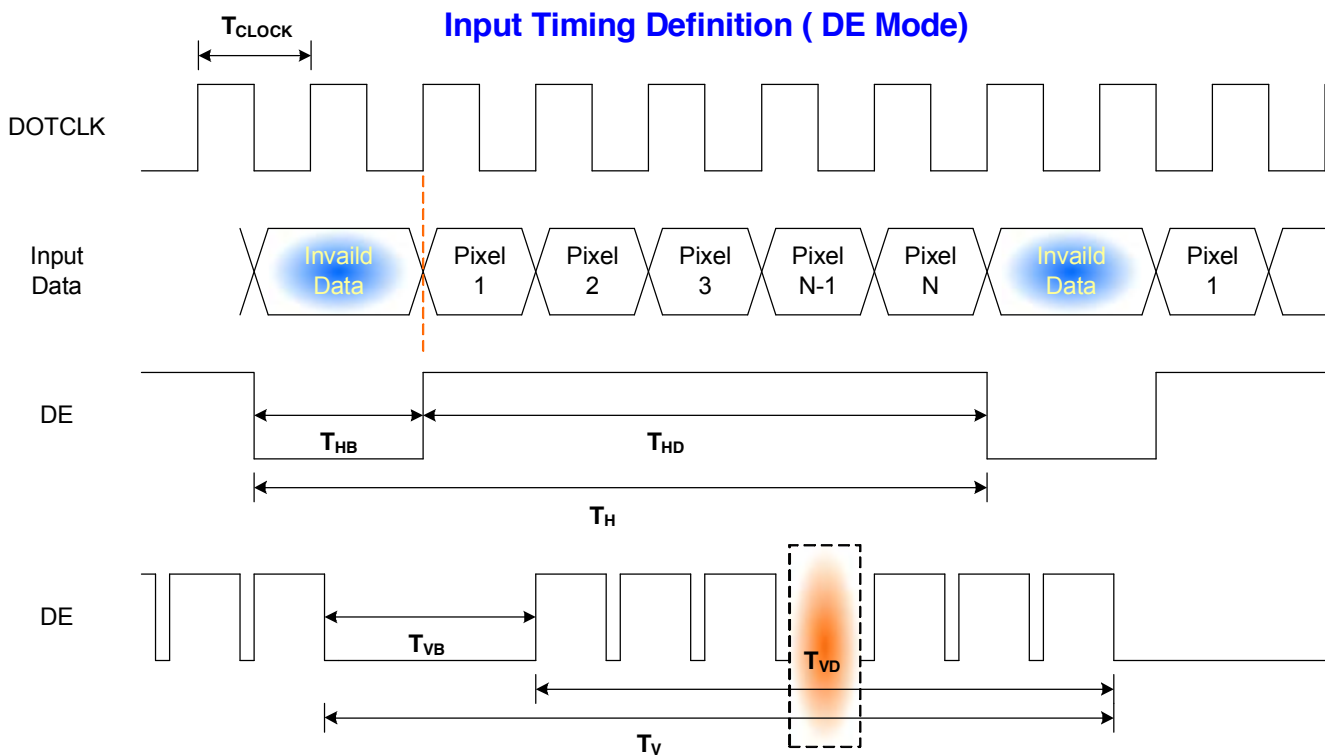 Input Timing Definition ( DE Mode)
TCLOCK
DOTCLK
Input
Data
Invaild
Data
Pixel
1
Pixel
2
Pixel
3
Pixel
N-1
Pixel
N
Invaild
Data
Pixel
1
DE
THB
THD
TH
DE
TVB
TVD
TV